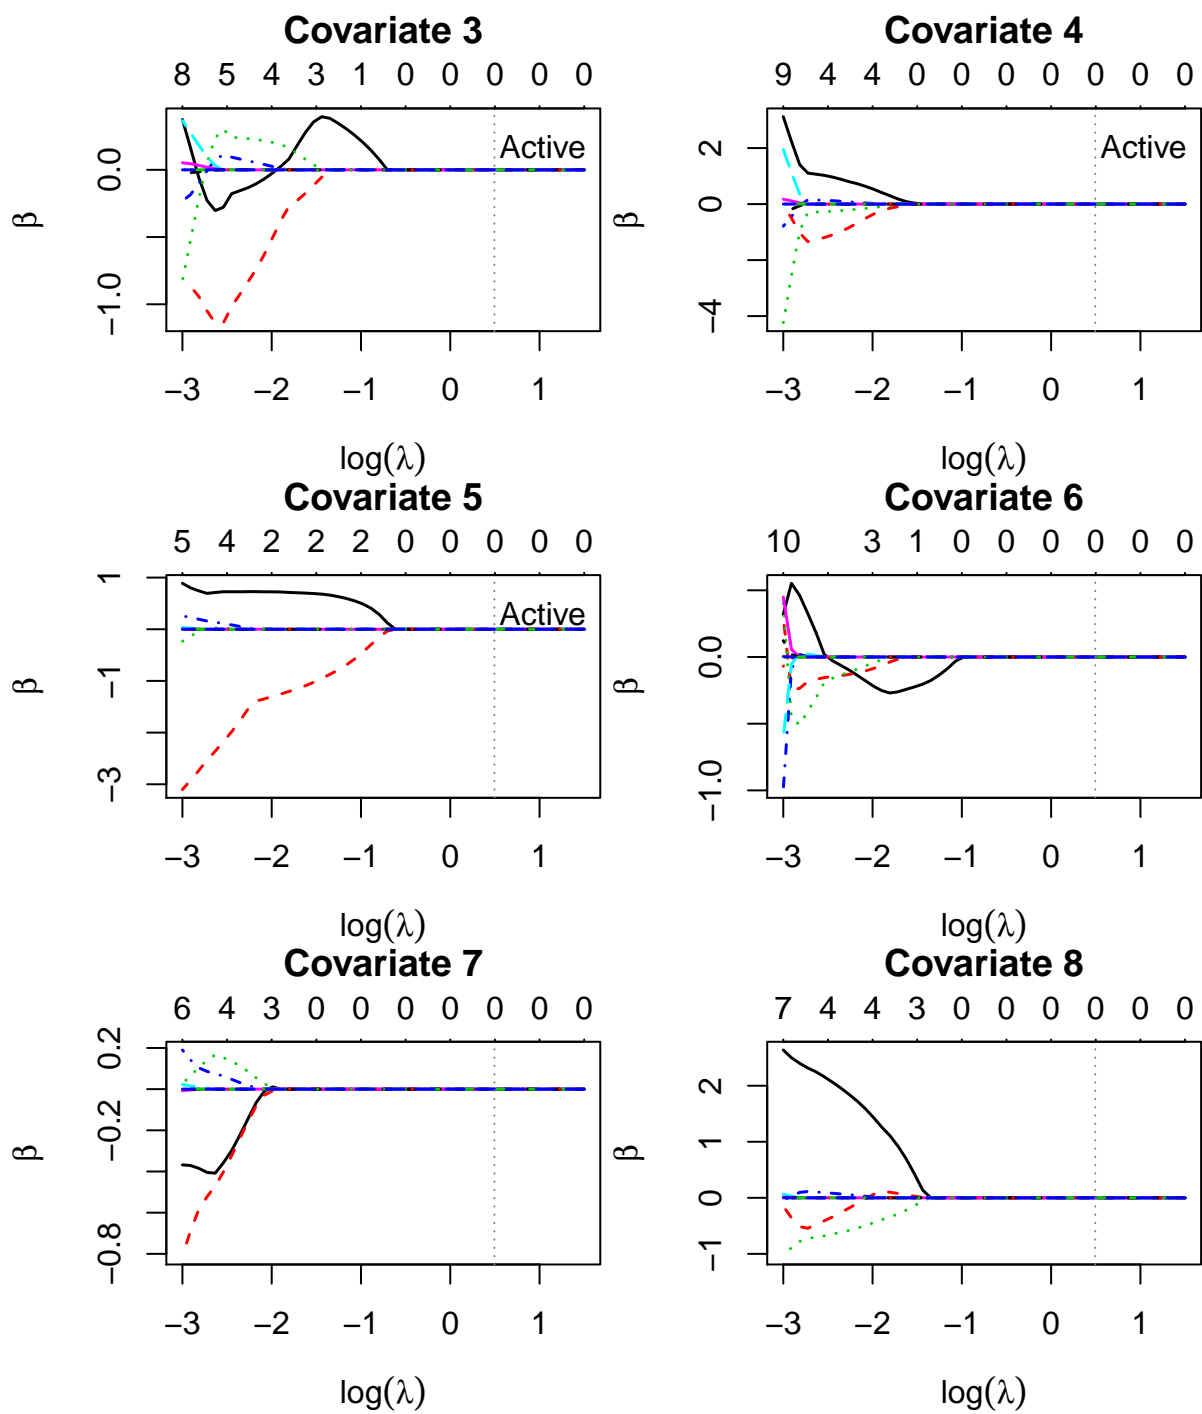 Covariate 3
8 5 4 3 1 0 0 0 0 0
β
0.0
−1.0
Active
−3 −2 −1 0 1
log(λ)
Covariate 4
9 4 4 0 0 0 0 0 0 0
β
2
0
−4
Active
−3 −2 −1 0 1
log(λ)
Covariate 5
5 4 2 2 2 0 0 0 0 0
β
1
−1
−3
Active
−3 −2 −1 0 1
log(λ)
Covariate 6
10 3 1 0 0 0 0 0 0
β
0.0
−1.0
−3 −2 −1 0 1
log(λ)
Covariate 7
6 4 3 0 0 0 0 0 0 0
β
0.2
−0.2
−0.8
−3 −2 −1 0 1
log(λ)
Covariate 8
7 4 4 3 0 0 0 0 0 0
β
2
1
0
−1
−3 −2 −1 0 1
log(λ)